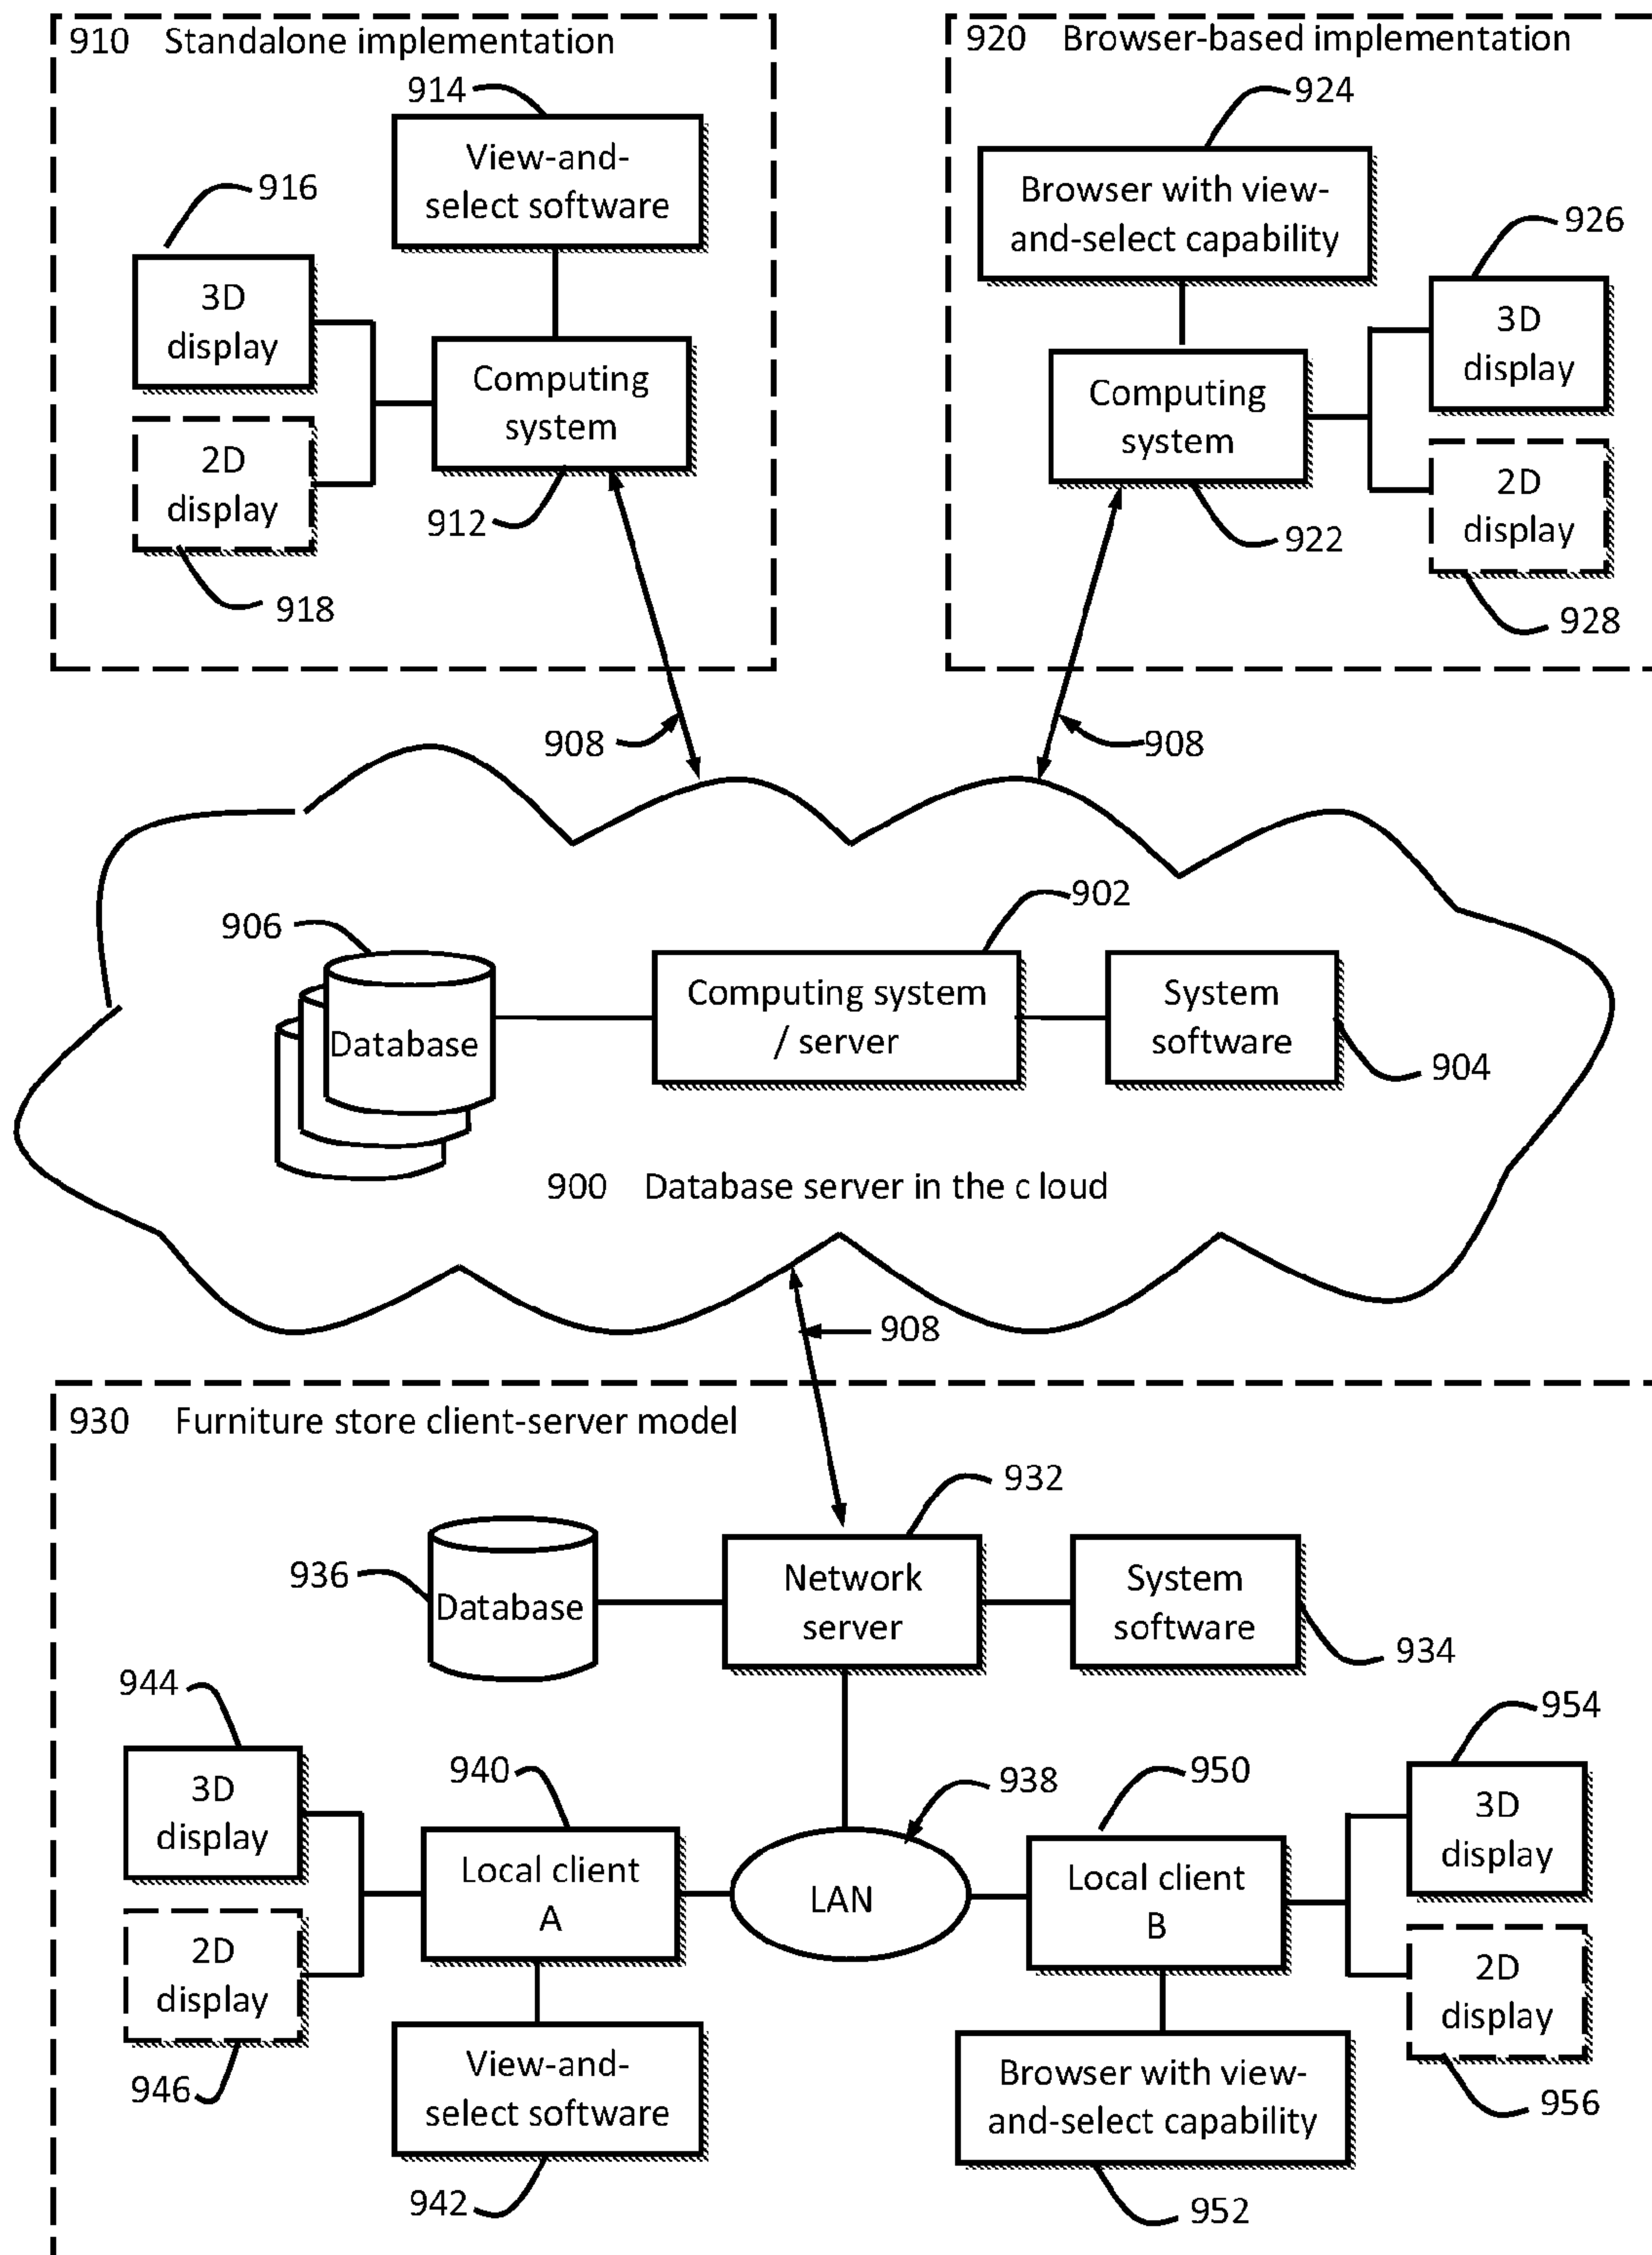 910 Standalone implementation
914
View-and-
select software
916
3D
display
Computing
system
2D
display
912
918
920 Browser-based implementation
924
Browser with view-
and-select capability
926
3D
display
Computing
system
2D
display
922
928
908
908
902
906
Database
Computing system
/ server
System
software
904
900 Database server in the c loud
908
930 Furniture store client-server model
932
936
Database
Network
server
System
software
934
944
3D
display
940
938
950
954
3D
display
Local client
A
LAN
Local client
B
2D
display
2D
display
946
View-and-
select software
Browser with view-
and-select capability
956
942
952